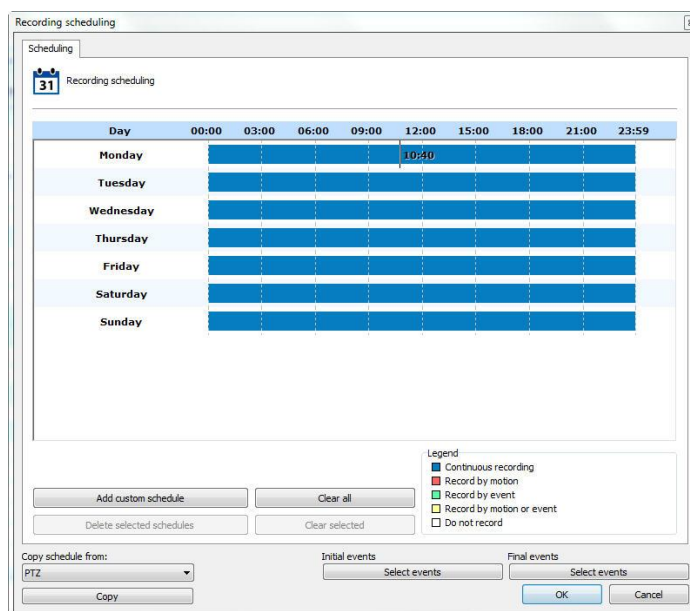 Recording scheduling
Scheduling
31 Recording scheduling
Day 00:00 03:00 06:00 09:00 12:00 15:00 18:00 21:00 23:59
Monday 10:40
Tuesday
Wednesday
Thursday
Friday
Saturday
Sunday
Legend
Continuous recording
Record by motion
Record by event
Record by motion or event
Do not record
Add custom schedule Clear all
Delete selected schedules Clear selected
Copy schedule from: Initial events Final events
PTZ Select events Select events
Copy OK Cancel